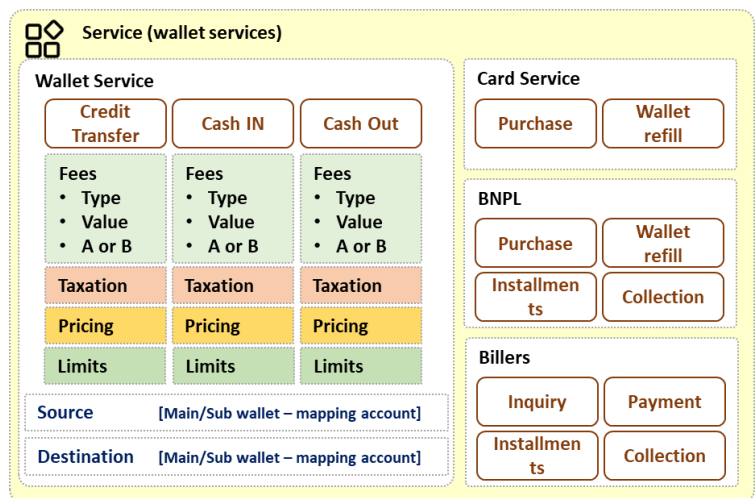 Service (wallet services)
Wallet Service
Credit
Transfer
Cash IN
Cash Out
Fees
• Type
• Value
• A or B
Fees
• Type
• Value
• A or B
Fees
• Type
• Value
• A or B
Taxation
Taxation
Taxation
Pricing
Pricing
Pricing
Limits
Limits
Limits
Source [Main/Sub wallet – mapping account]
Destination [Main/Sub wallet – mapping account]
Card Service
Purchase
Wallet
refill
BNPL
Purchase
Wallet
refill
Installmen
ts
Collection
Billers
Inquiry
Payment
Installmen
ts
Collection